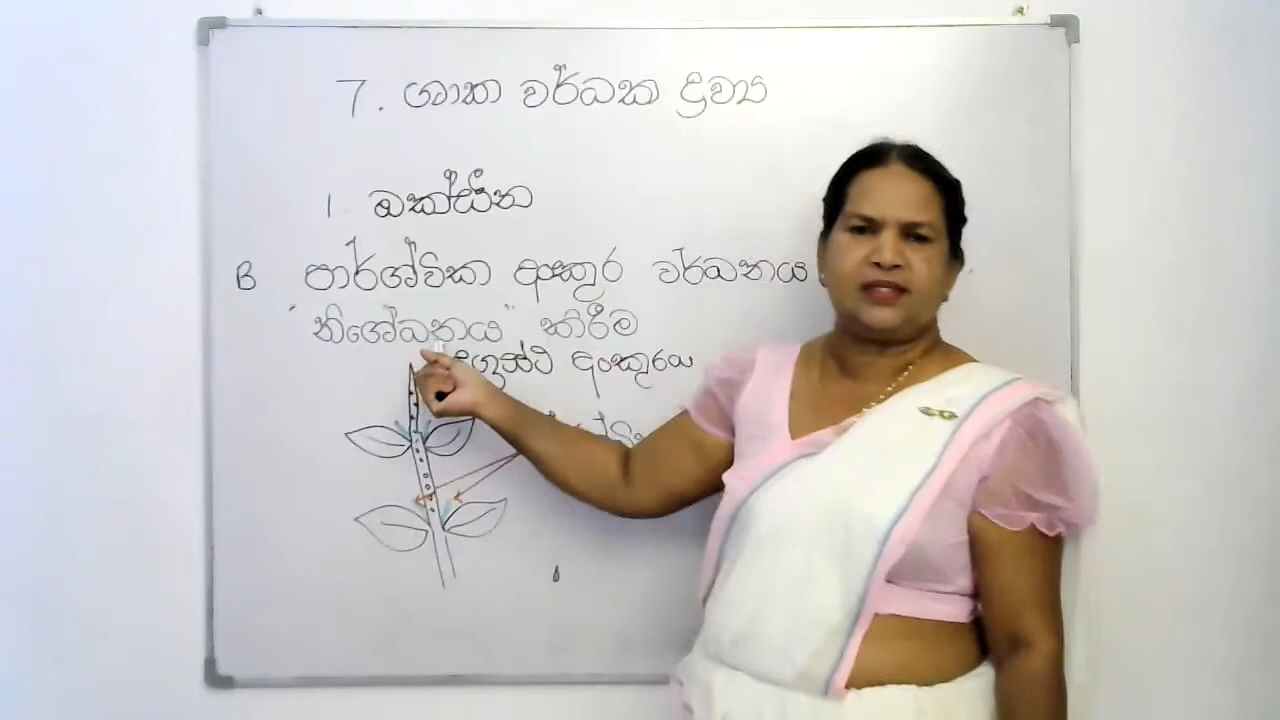 7. ශාක වර්ධක ද්‍රව්‍ය
1 ඔක්සීන
B පාර්ශ්වික අංකුර වර්ධනය
"නිශේධනය" කිරීම
අග්‍රස්ථ අංකුරය